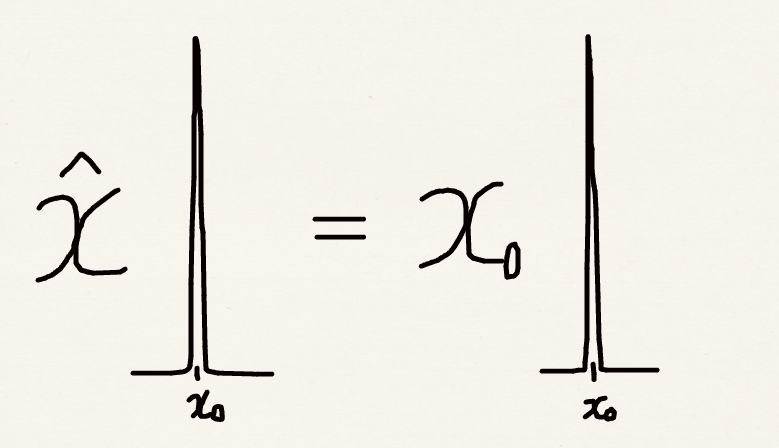 x̂ = x₀
x₀ x₀